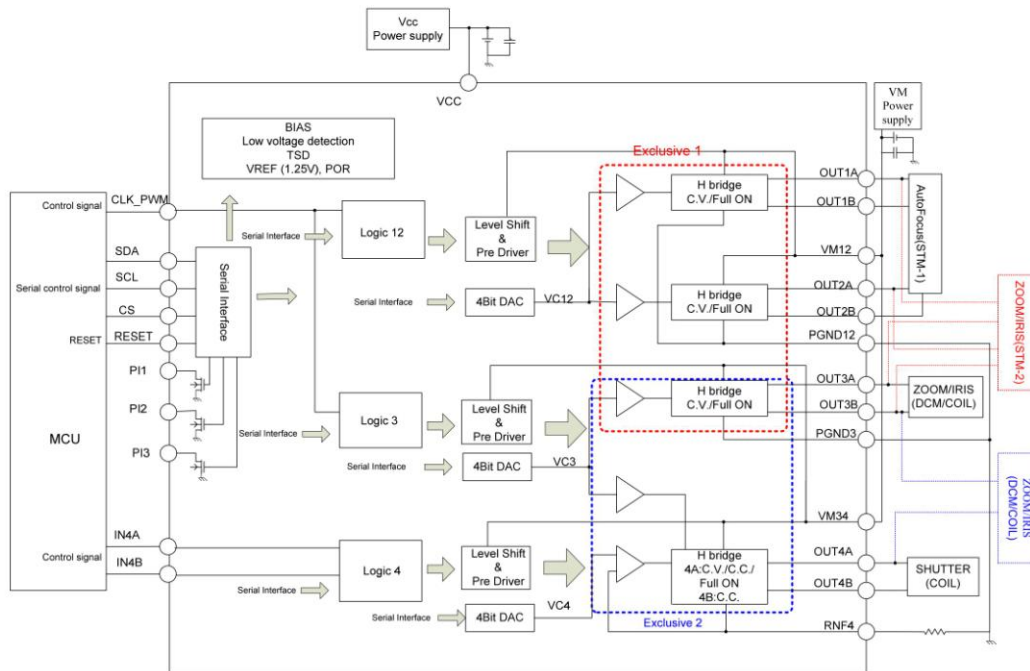 Vcc
Power supply
VCC
VM
Power
supply
BIAS
Low voltage detection
TSD
VREF (1.25V), POR
Exclusive 1
Control signal
CLK_PWM
Serial Interface
Logic 12
Level Shift
&
Pre Driver
H bridge
C.V./Full ON
OUT1A
OUT1B
AutoFocus(STM-1)
SDA
SCL
Serial control signal
CS
RESET
RESET
Serial Interface
Serial Interface
4Bit DAC
VC12
H bridge
C.V./Full ON
VM12
OUT2A
OUT2B
PGND12
ZOOM/IRIS(STM-2)
PI1
PI2
PI3
MCU
Serial Interface
Logic 3
Level Shift
&
Pre Driver
H bridge
C.V./Full ON
OUT3A
OUT3B
PGND3
ZOOM/IRIS
(DCM/COIL)
Serial Interface
4Bit DAC
VC3
ZOOM/IRIS
(DCM/COIL)
VM34
IN4A
Control signal
IN4B
Logic 4
Level Shift
&
Pre Driver
H bridge
4A:C.V./C.C./
Full ON
4B:C.C.
OUT4A
OUT4B
SHUTTER
(COIL)
Serial Interface
Serial Interface
4Bit DAC
VC4
Exclusive 2
RNF4